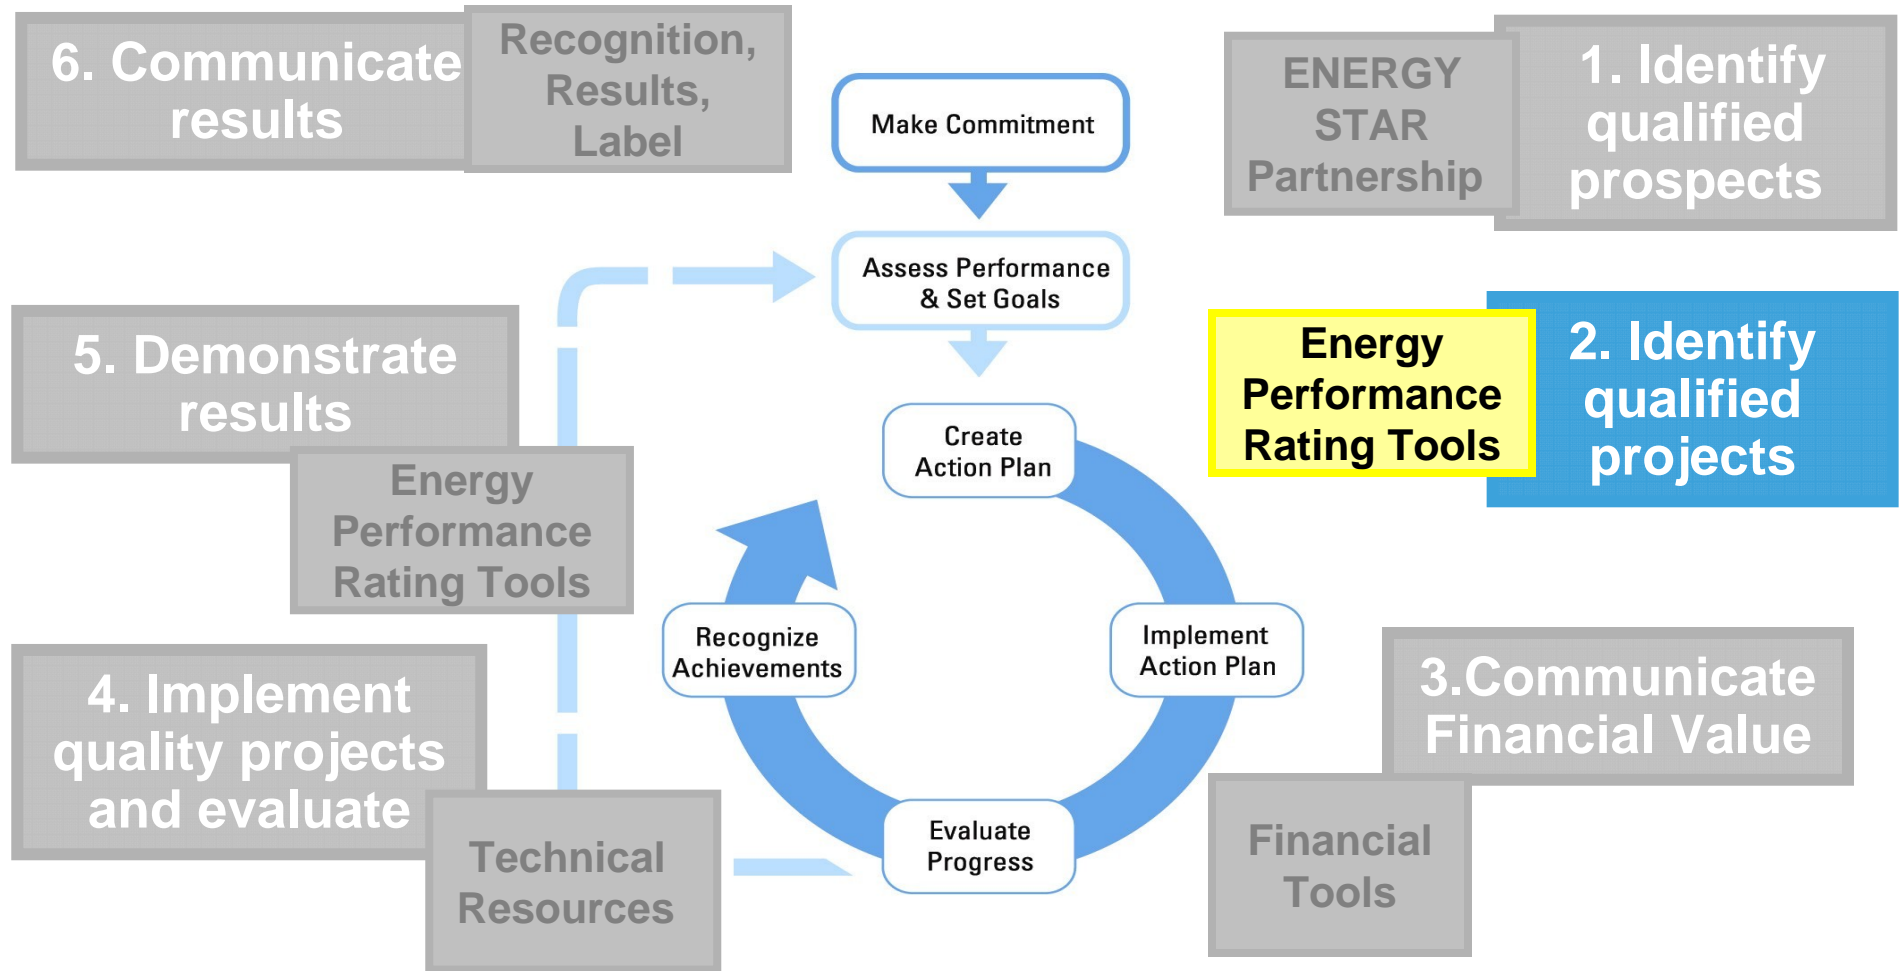 6. Communicate
results
Recognition,
Results,
Label
Make Commitment
ENERGY
STAR
Partnership
1. Identify
qualified
prospects
Assess Performance
& Set Goals
5. Demonstrate
results
Energy
Performance
Rating Tools
Create
Action Plan
Energy
Performance
Rating Tools
2. Identify
qualified
projects
Recognize
Achievements
Implement
Action Plan
4. Implement
quality projects
and evaluate
Technical
Resources
Evaluate
Progress
3.Communicate
Financial Value
Financial
Tools